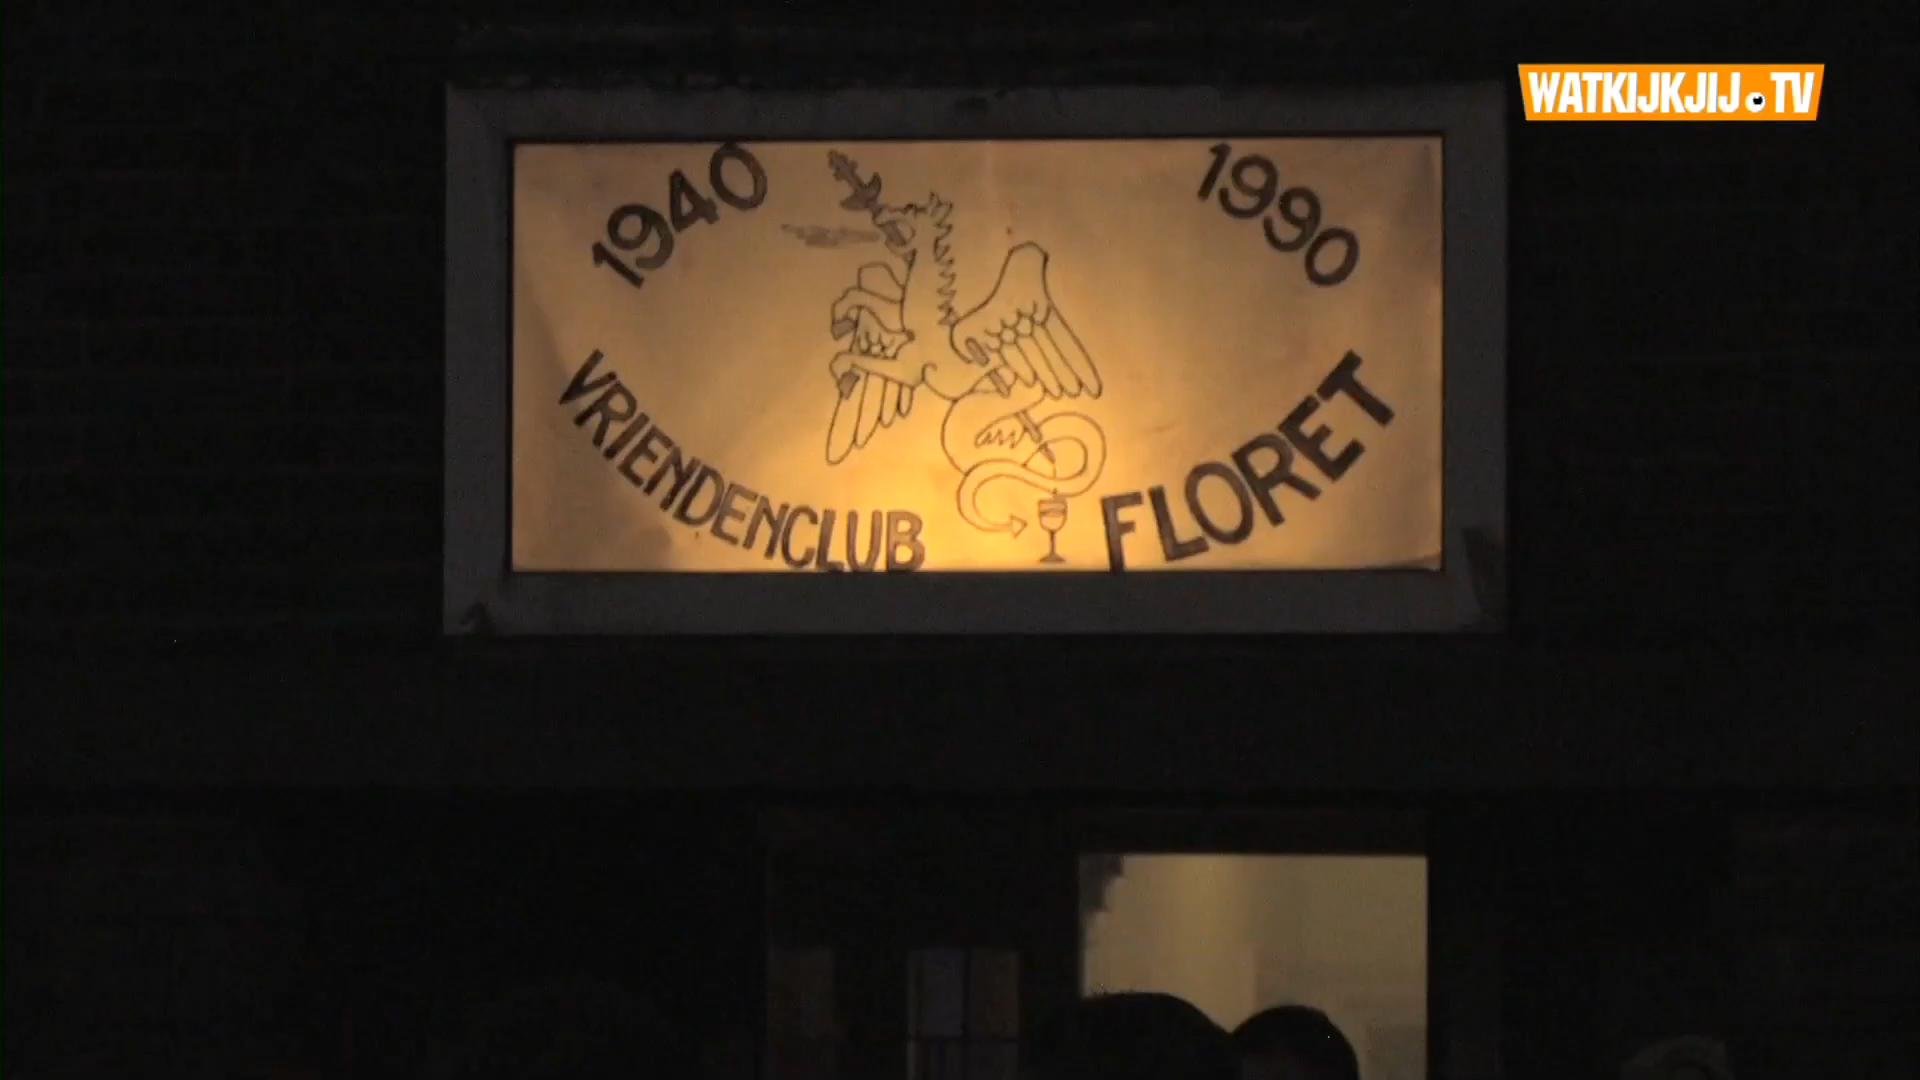 WATKIJKJIJ.TV
1940
1990
VRIENDENCLUB
FLORET